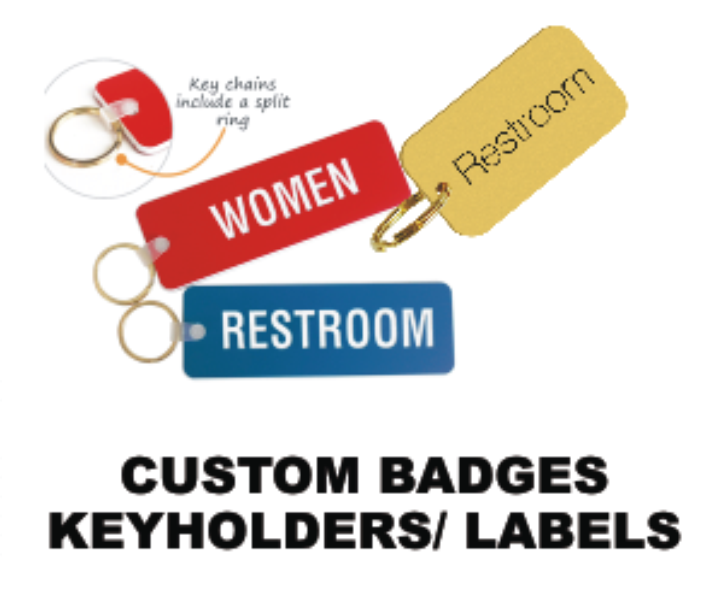 Key chains
include a split
ring
Restroom
WOMEN
RESTROOM
CUSTOM BADGES
KEYHOLDERS/ LABELS